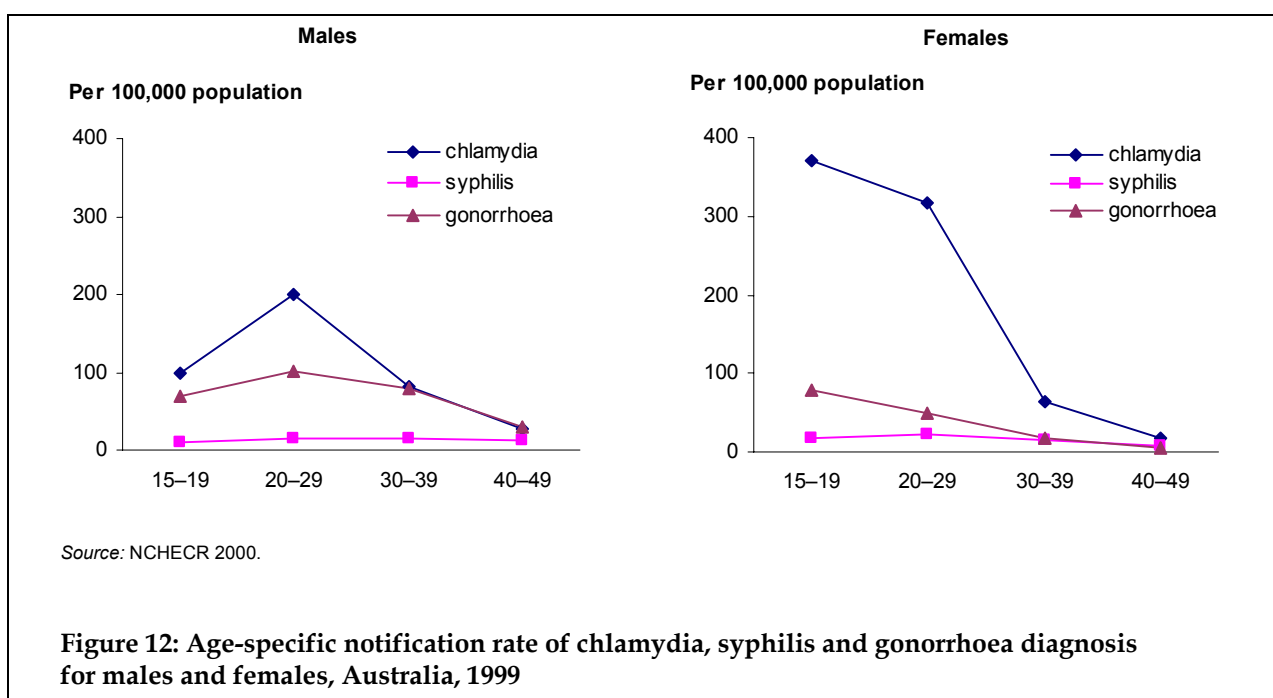 Males
Per 100,000 population
400
300
200
100
0
chlamydia
syphilis
gonorrhoea
15–19 20–29 30–39 40–49
Females
Per 100,000 population
400
300
200
100
0
chlamydia
syphilis
gonorrhoea
15–19 20–29 30–39 40–49
Source: NCHECR 2000.
Figure 12: Age-specific notification rate of chlamydia, syphilis and gonorrhoea diagnosis
for males and females, Australia, 1999